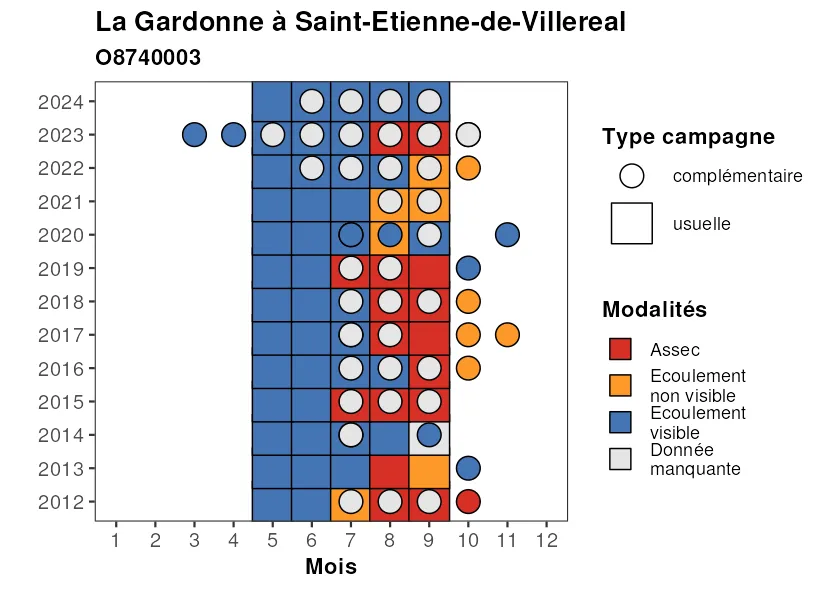 La Gardonne à Saint-Etienne-de-Villereal
O8740003
2024
2023
2022
2021
2020
2019
2018
2017
2016
2015
2014
2013
2012
1 2 3 4 5 6 7 8 9 10 11 12
Mois
Type campagne
complémentaire
usuelle
Modalités
Assec
Ecoulement
non visible
Ecoulement
visible
Donnée
manquante